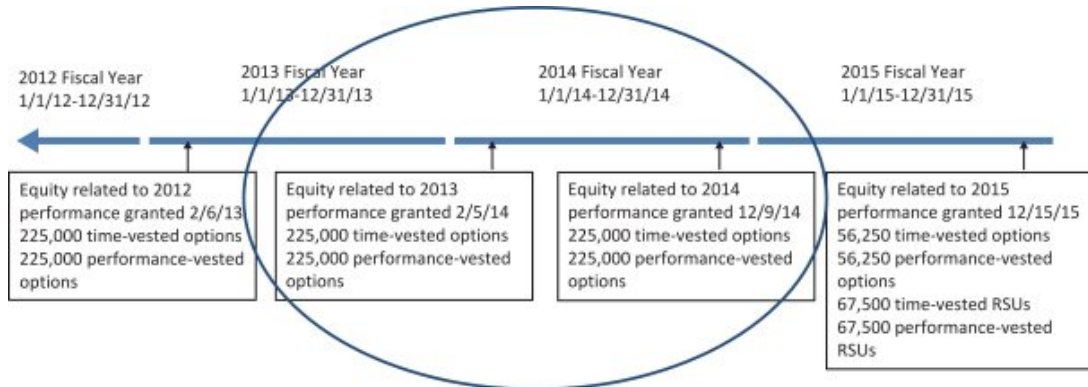 2012 Fiscal Year
1/1/12-12/31/12
2013 Fiscal Year
1/1/13-12/31/13
2014 Fiscal Year
1/1/14-12/31/14
2015 Fiscal Year
1/1/15-12/31/15
Equity related to 2012
performance granted 2/6/13
225,000 time-vested options
225,000 performance-vested
options
Equity related to 2013
performance granted 2/5/14
225,000 time-vested options
225,000 performance-vested
options
Equity related to 2014
performance granted 12/9/14
225,000 time-vested options
225,000 performance-vested
options
Equity related to 2015
performance granted 12/15/15
56,250 time-vested options
56,250 performance-vested
options
67,500 time-vested RSUs
67,500 performance-vested
RSUs